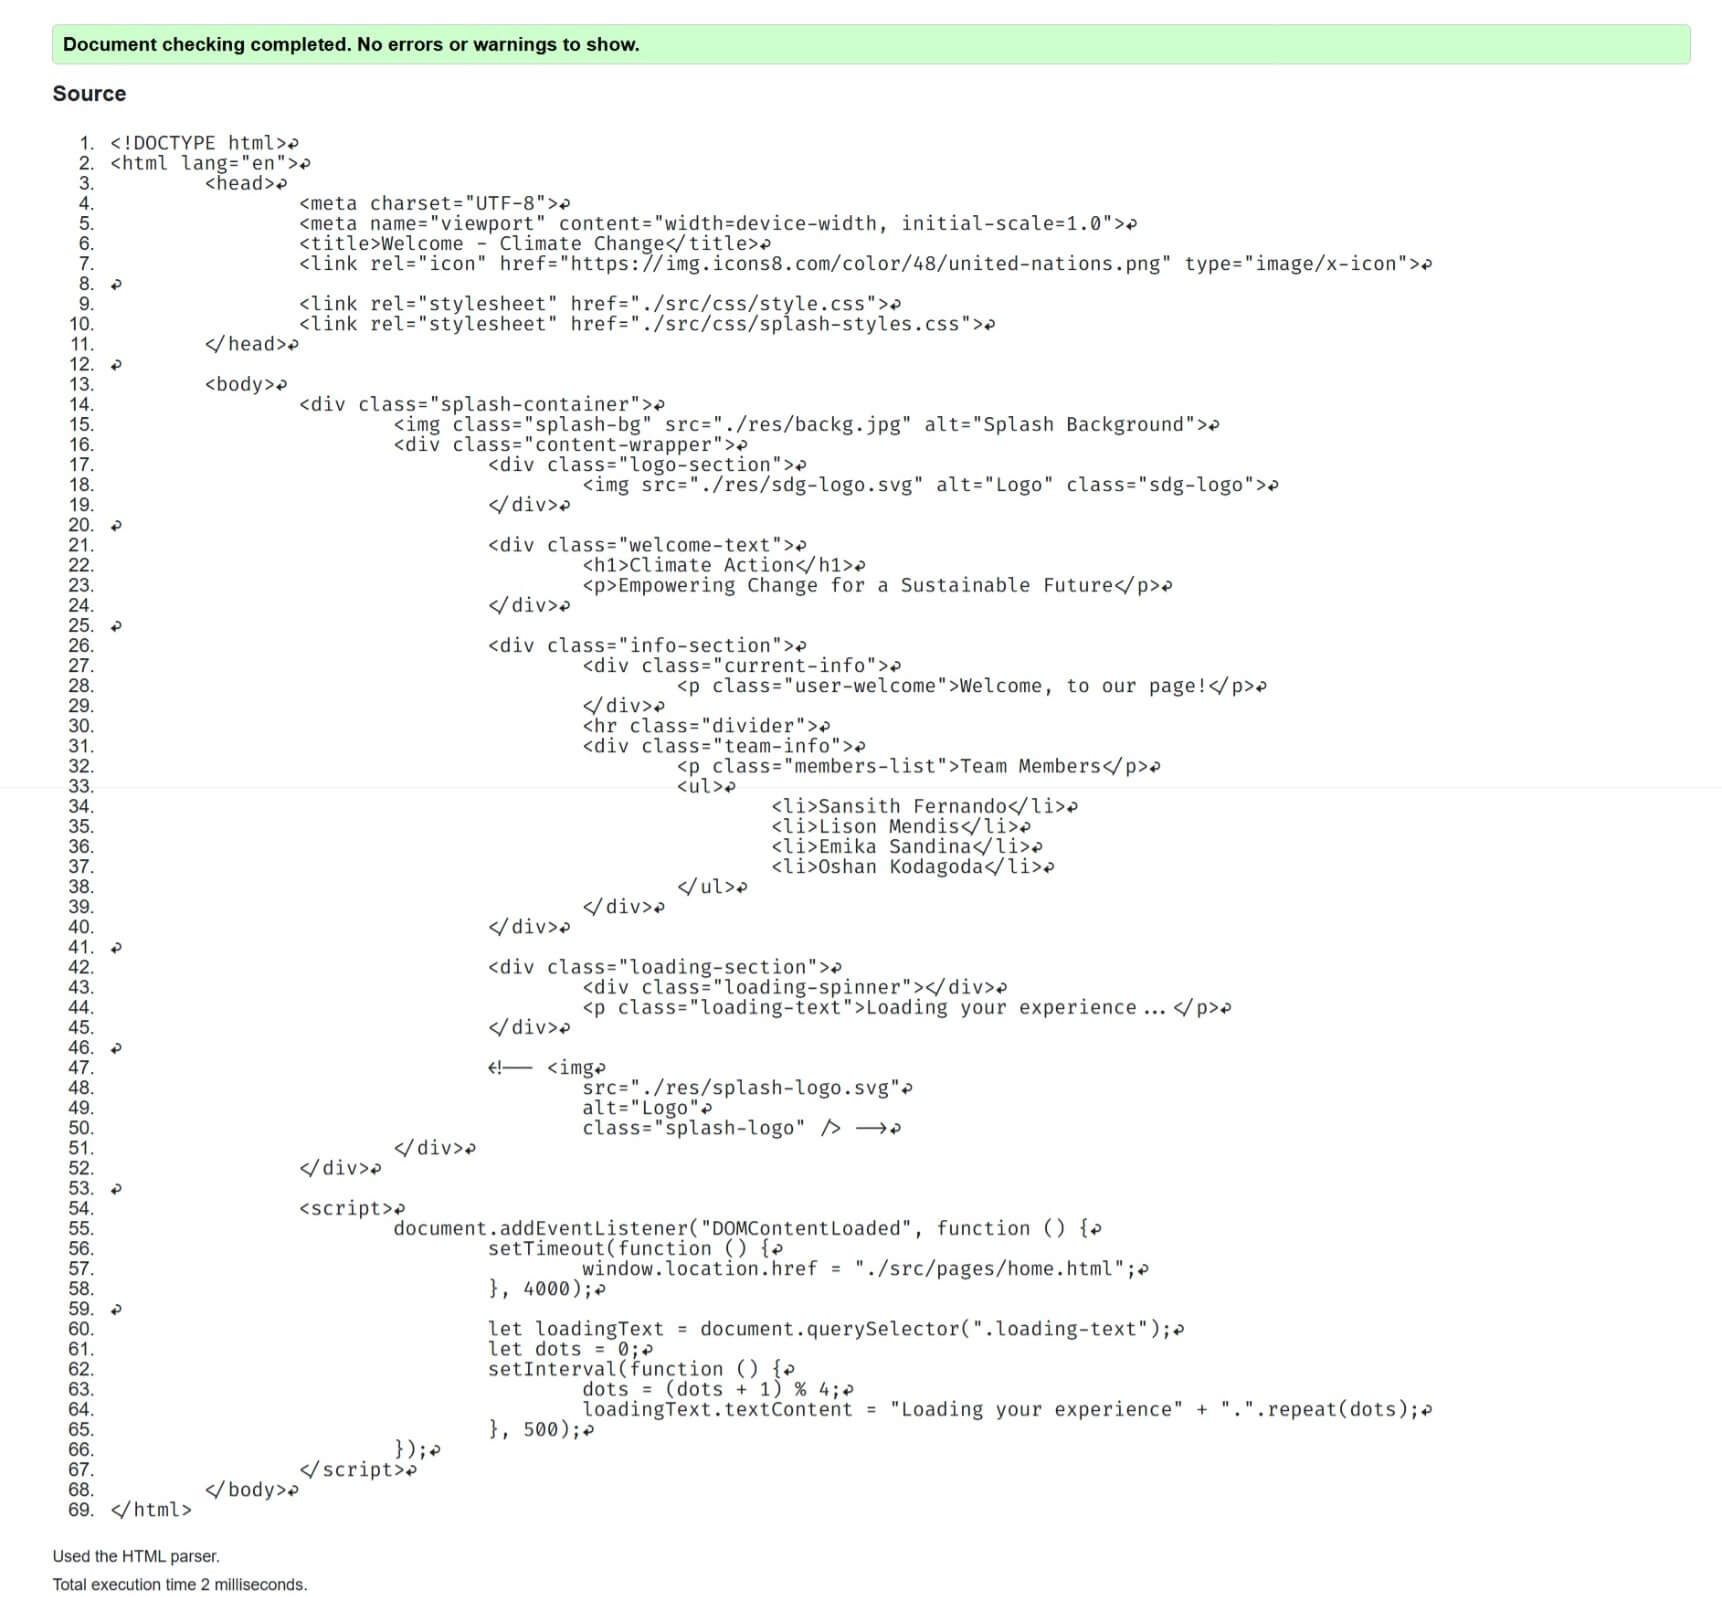 Document checking completed. No errors or warnings to show.
Source
1. <!DOCTYPE html>↩
2. <html lang="en">↩
3. <head>↩
4. <meta charset="UTF-8">↩
5. <meta name="viewport" content="width=device-width, initial-scale=1.0">↩
6. <title>Welcome - Climate Change</title>↩
7. <link rel="icon" href="https://img.icons8.com/color/48/united-nations.png" type="image/x-icon">↩
8. ↩
9. <link rel="stylesheet" href="./src/css/style.css">↩
10. <link rel="stylesheet" href="./src/css/splash-styles.css">↩
11. </head>↩
12. ↩
13. <body>↩
14. <div class="splash-container">↩
15. <img class="splash-bg" src="./res/backg.jpg" alt="Splash Background">↩
16. <div class="content-wrapper">↩
17. <div class="logo-section">↩
18. <img src="./res/sdg-logo.svg" alt="Logo" class="sdg-logo">↩
19. </div>↩
20. ↩
21. <div class="welcome-text">↩
22. <h1>Climate Action</h1>↩
23. <p>Empowering Change for a Sustainable Future</p>↩
24. </div>↩
25. ↩
26. <div class="info-section">↩
27. <div class="current-info">↩
28. <p class="user-welcome">Welcome, to our page!</p>↩
29. </div>↩
30. <hr class="divider">↩
31. <div class="team-info">↩
32. <p class="members-list">Team Members</p>↩
33. <ul>↩
34. <li>Sansith Fernando</li>↩
35. <li>Lison Mendis</li>↩
36. <li>Emika Sandina</li>↩
37. <li>Oshan Kodagoda</li>↩
38. </ul>↩
39. </div>↩
40. </div>↩
41. ↩
42. <div class="loading-section">↩
43. <div class="loading-spinner"></div>↩
44. <p class="loading-text">Loading your experience...</p>↩
45. </div>↩
46. ↩
47. <!-- <img↩
48. src="./res/splash-logo.svg"↩
49. alt="Logo"↩
50. class="splash-logo" /> -->↩
51. </div>↩
52. </div>↩
53. ↩
54. <script>↩
55. document.addEventListener("DOMContentLoaded", function () {↩
56. setTimeout(function () {↩
57. window.location.href = "./src/pages/home.html";↩
58. }, 4000);↩
59. ↩
60. let loadingText = document.querySelector(".loading-text");↩
61. let dots = 0;↩
62. setInterval(function () {↩
63. dots = (dots + 1) % 4;↩
64. loadingText.textContent = "Loading your experience" + ".".repeat(dots);↩
65. }, 500);↩
66. });↩
67. </script>↩
68. </body>↩
69. </html>
Used the HTML parser.
Total execution time 2 milliseconds.